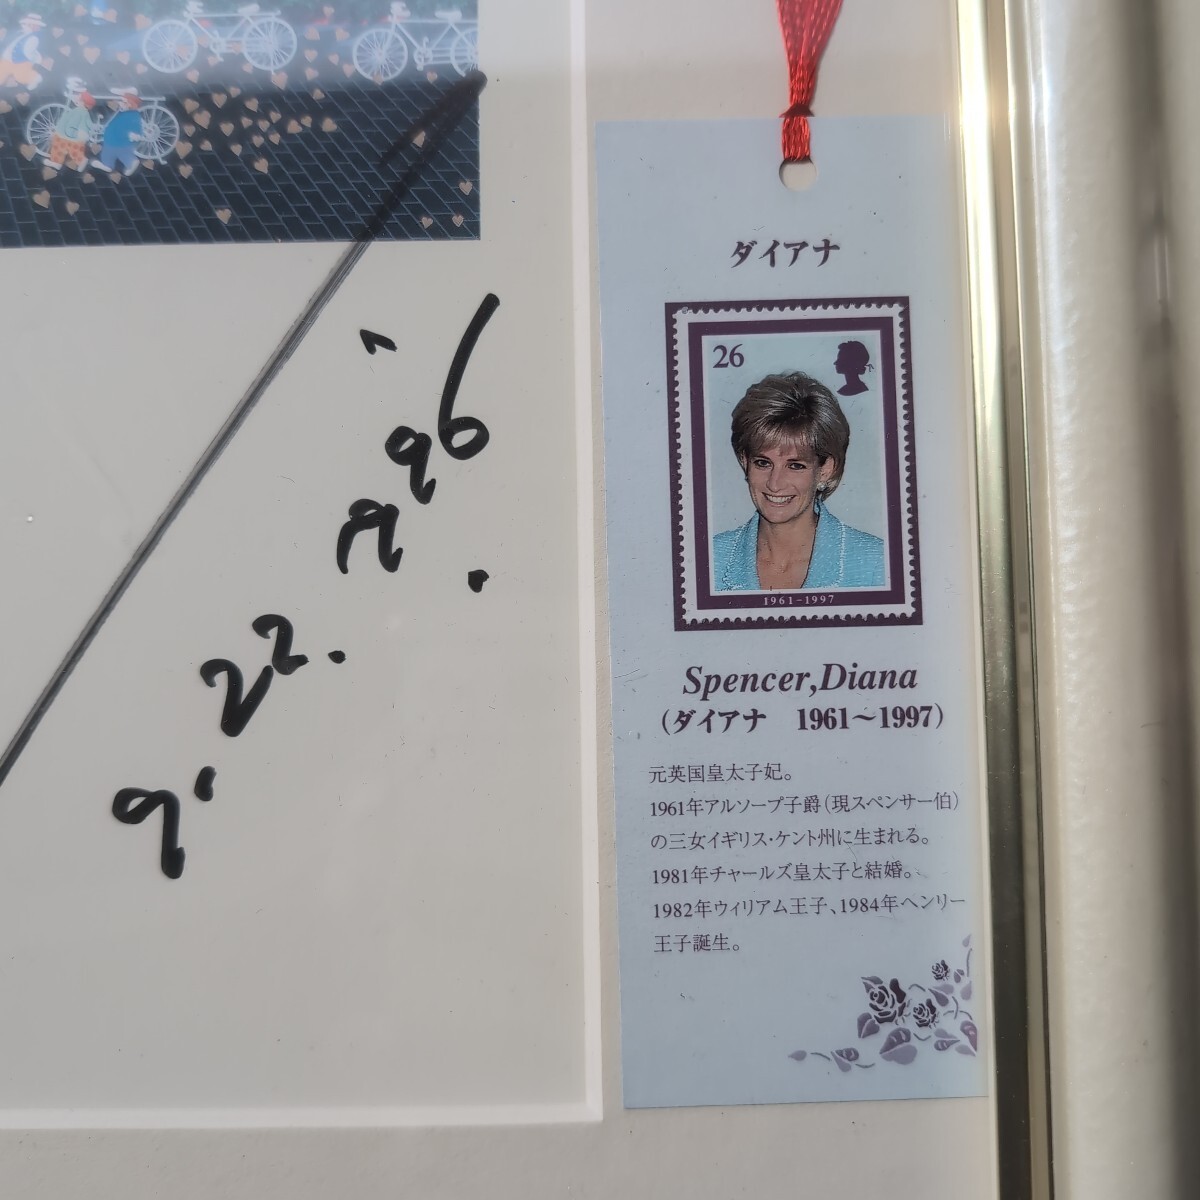 '96
9.22.
ダイアナ
26
1961-1997
Spencer,Diana
(ダイアナ 1961~1997)
元英国皇太子妃。
1961年アルソープ子爵(現スペンサー伯)
の三女イギリス・ケント州に生まれる。
1981年チャールズ皇太子と結婚。
1982年ウィリアム王子、1984年ヘンリー
王子誕生。